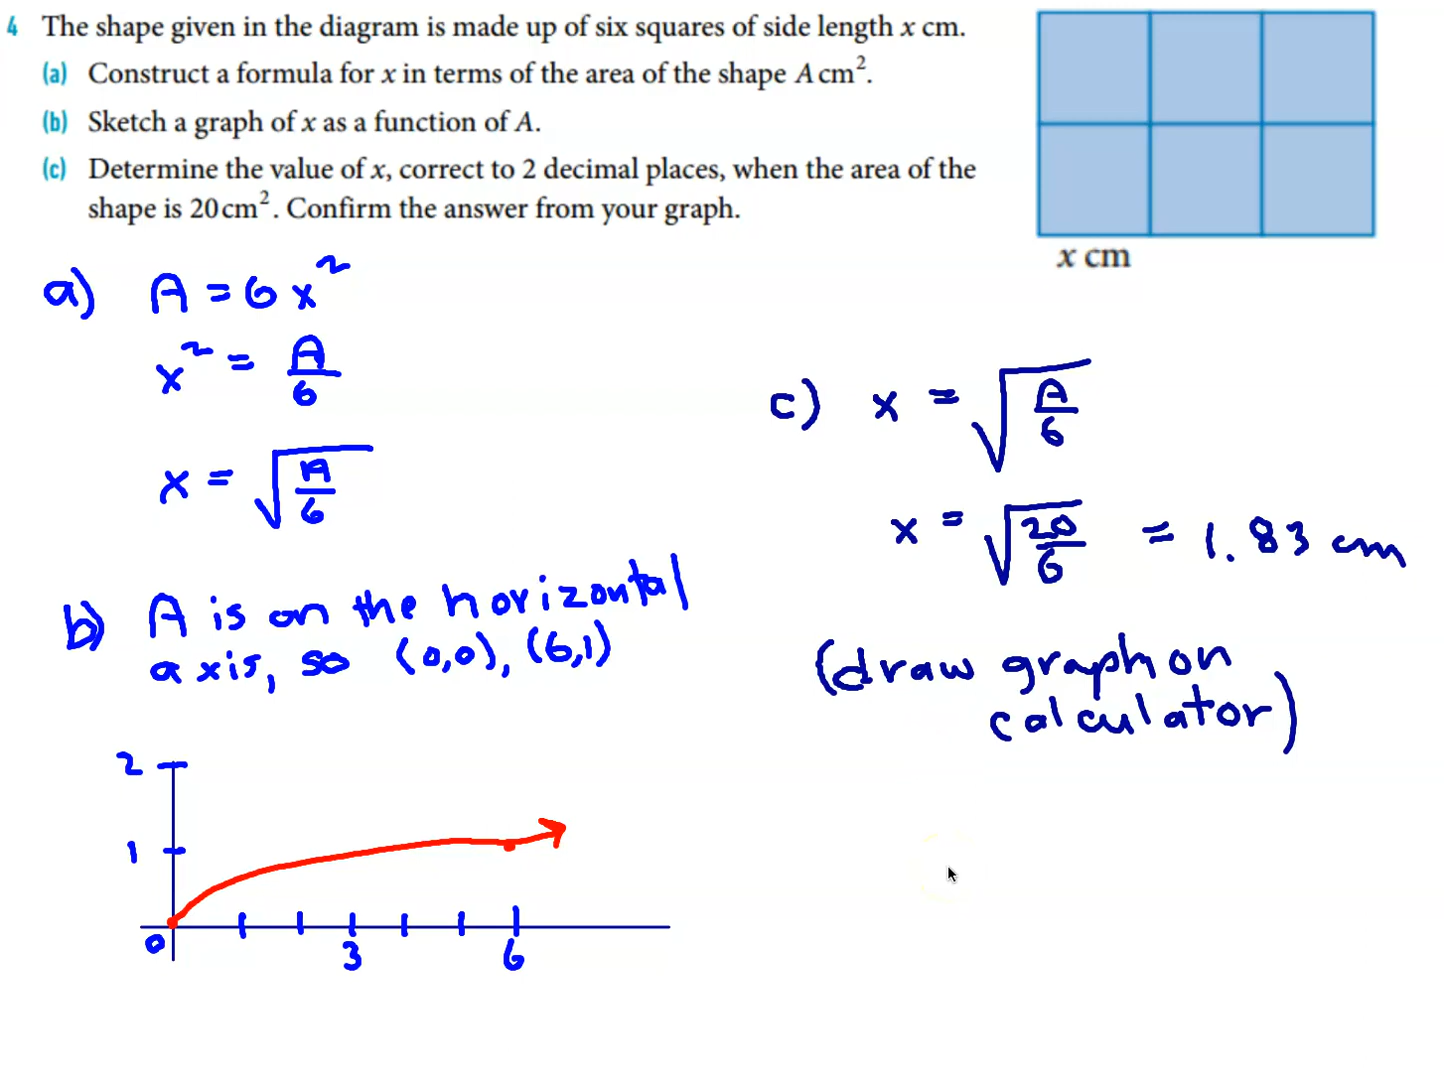 4 The shape given in the diagram is made up of six squares of side length x cm.
(a) Construct a formula for x in terms of the area of the shape A cm².
(b) Sketch a graph of x as a function of A.
(c) Determine the value of x, correct to 2 decimal places, when the area of the
shape is 20 cm². Confirm the answer from your graph.
x cm
a) A = 6x²
x² = A/6
x = √(A/6)
b) A is on the horizontal
axis, so (0,0), (6,1)
2
1
0
3
6
c) x = √(A/6)
x = √(20/6) = 1.83 cm
(draw graph on
calculator)